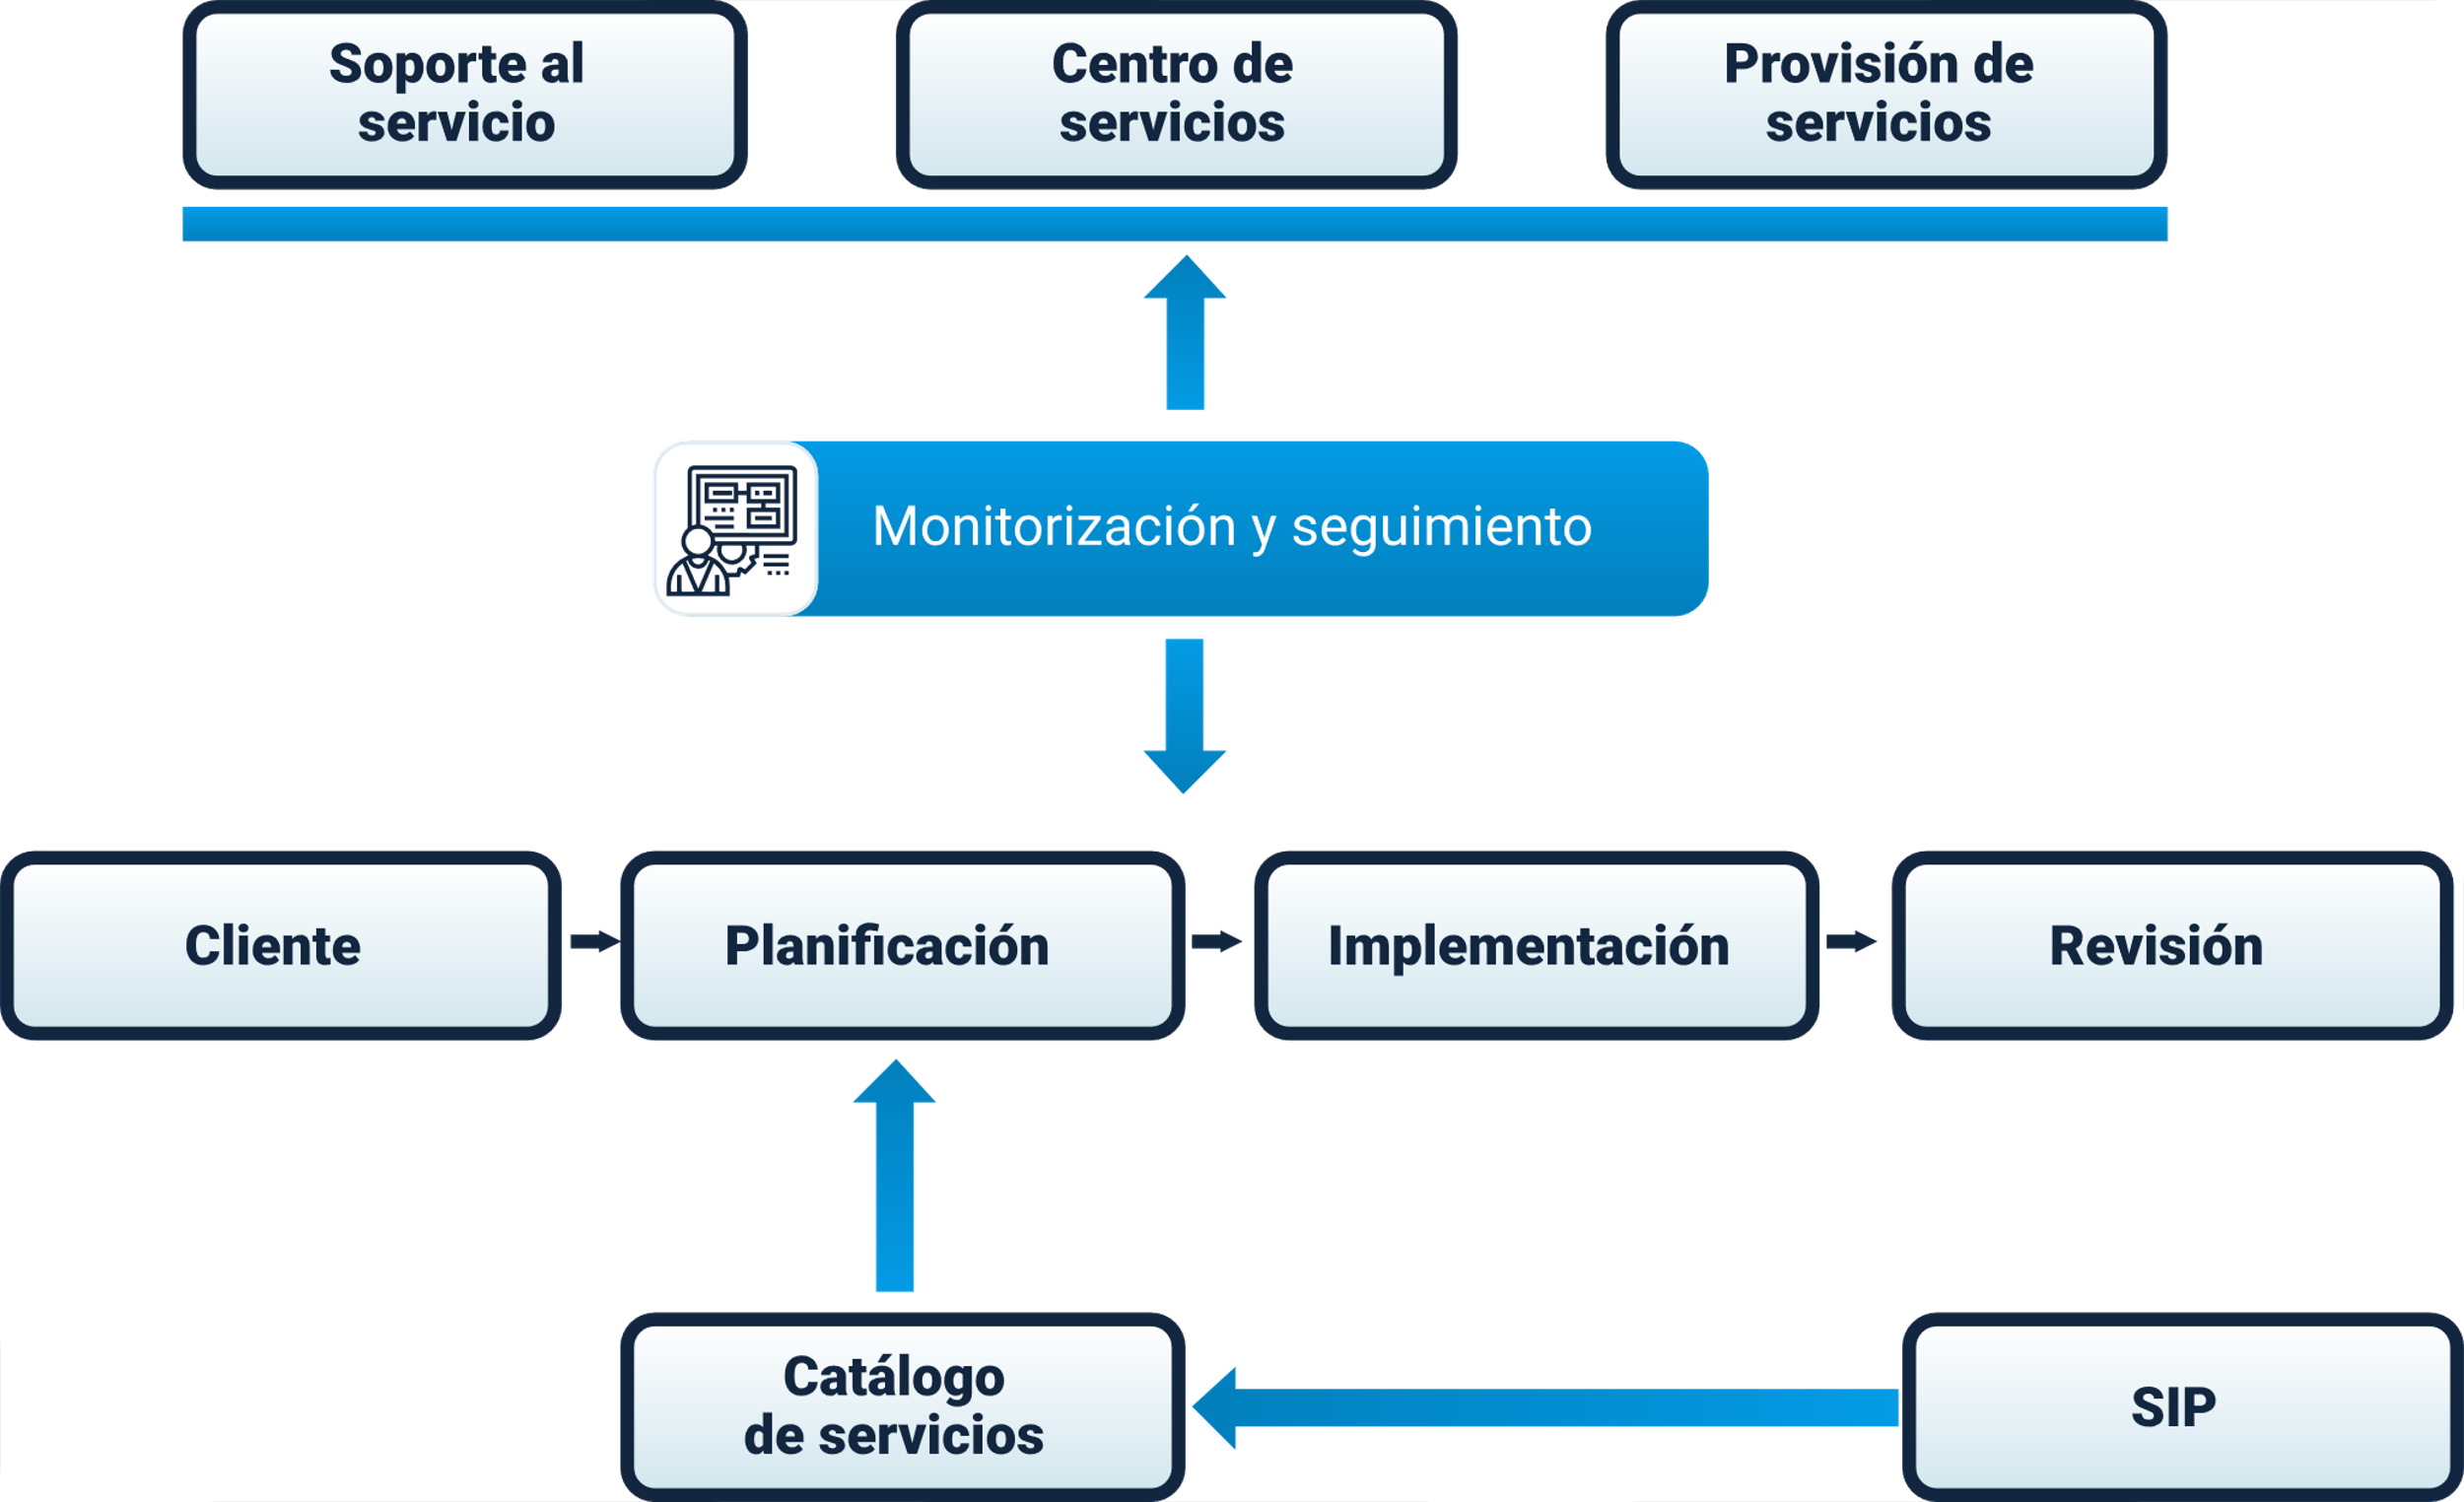 Soporte al
servicio
Centro de
servicios
Provisión de
servicios
Monitorización y seguimiento
Cliente
Planificación
Implementación
Revisión
Catálogo
de servicios
SIP